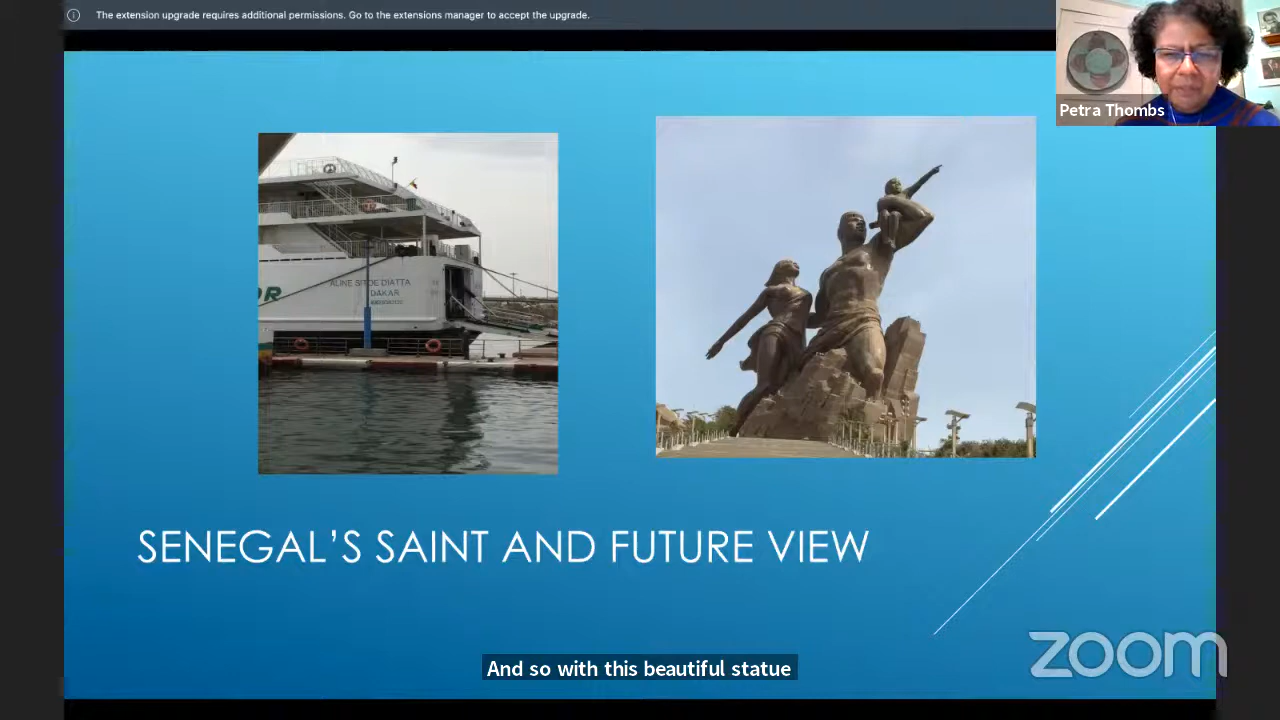 The extension upgrade requires additional permissions. Go to the extensions manager to accept the upgrade.
Petra Thombs
ALINE SITOE DIATTA
DAKAR
SENEGAL'S SAINT AND FUTURE VIEW
And so with this beautiful statue
zoom